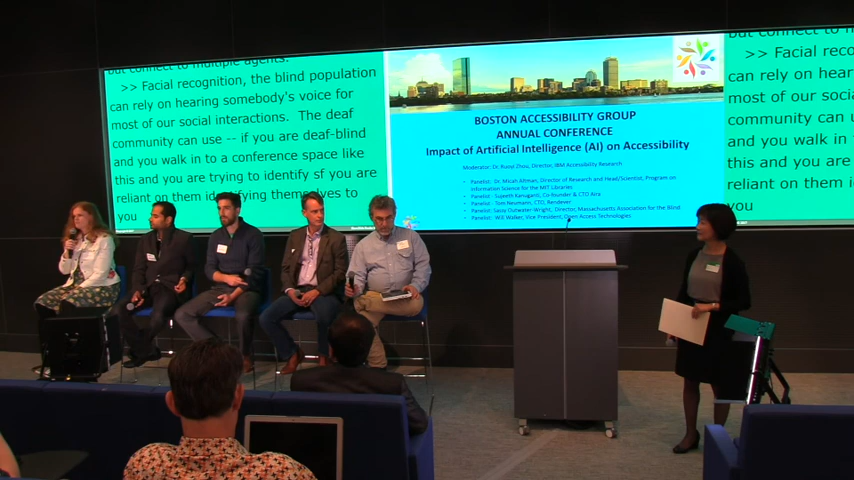 but connect to multiple agents.
>> Facial recognition, the blind population
can rely on hearing somebody's voice for
most of our social interactions. The deaf
community can use -- if you are deaf-blind
and you walk in to a conference space like
this and you are trying to identify sf you are
reliant on them identifying themselves to
you
BOSTON ACCESSIBILITY GROUP
ANNUAL CONFERENCE
Impact of Artificial Intelligence (AI) on Accessibility
Moderator: Dr. Ruoyi Zhou, Director, IBM Accessibility Research
Panelist: Dr. Micah Altman, Director of Research and Head/Scientist, Program on
Information Science for the MIT Libraries
Panelist - Sujeeth Kanuganti, Co-founder & CTO Aira
Panelist - Tom Neumann, CTO, Rendever
Panelist: Sassy Outwater-Wright, Director, Massachusetts Association for the Blind
Panelist: Will Walker, Vice President, Open Access Technologies
but connect to m
>> Facial reco
can rely on hear
most of our socia
community can
and you walk in t
this and you are
reliant on them i
you